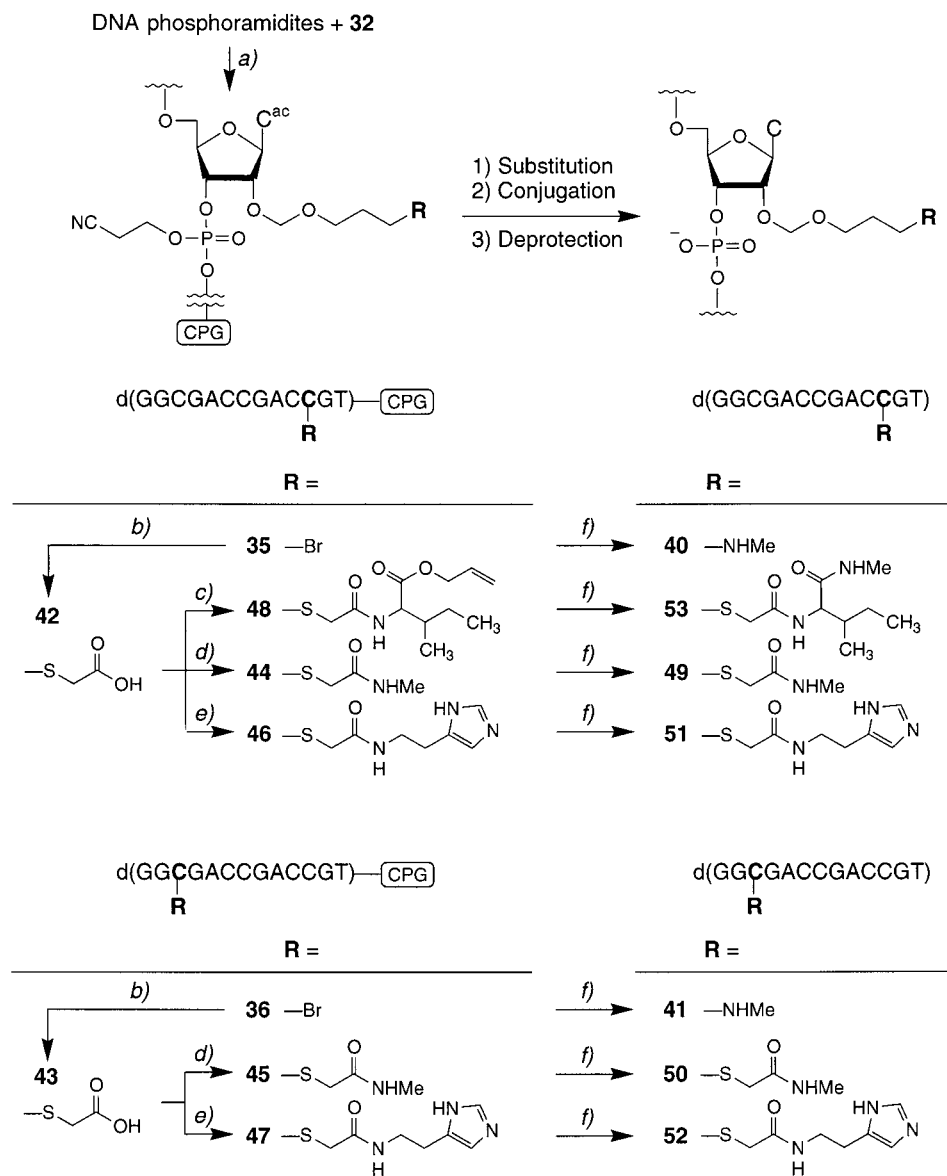 DNA phosphoramidites + 32
a)
O
O
C^ac
O
O
O
R
NC
O
P
O
O
CPG
1) Substitution
2) Conjugation
3) Deprotection
O
O
C
O
O
O
R
⁻O
P
O
O
d(GGCGACCGACCGT) CPG
R
d(GGCGACCGACCGT)
R
R =
R =
b)
35 —Br
f)
40 —NHMe
42
S
O
OH
c)
48
S
O
N
H
O
O
CH₃
CH₃
f)
53
S
O
N
H
O
NHMe
CH₃
CH₃
d)
44
S
O
NHMe
f)
49
S
O
NHMe
e)
46
S
O
N
H
HN
N
f)
51
S
O
N
H
HN
N
d(GGCGACCGACCGT) CPG
R
d(GGCGACCGACCGT)
R
R =
R =
b)
36 —Br
f)
41 —NHMe
43
S
O
OH
d)
45
S
O
NHMe
f)
50
S
O
NHMe
e)
47
S
O
N
H
HN
N
f)
52
S
O
N
H
HN
N